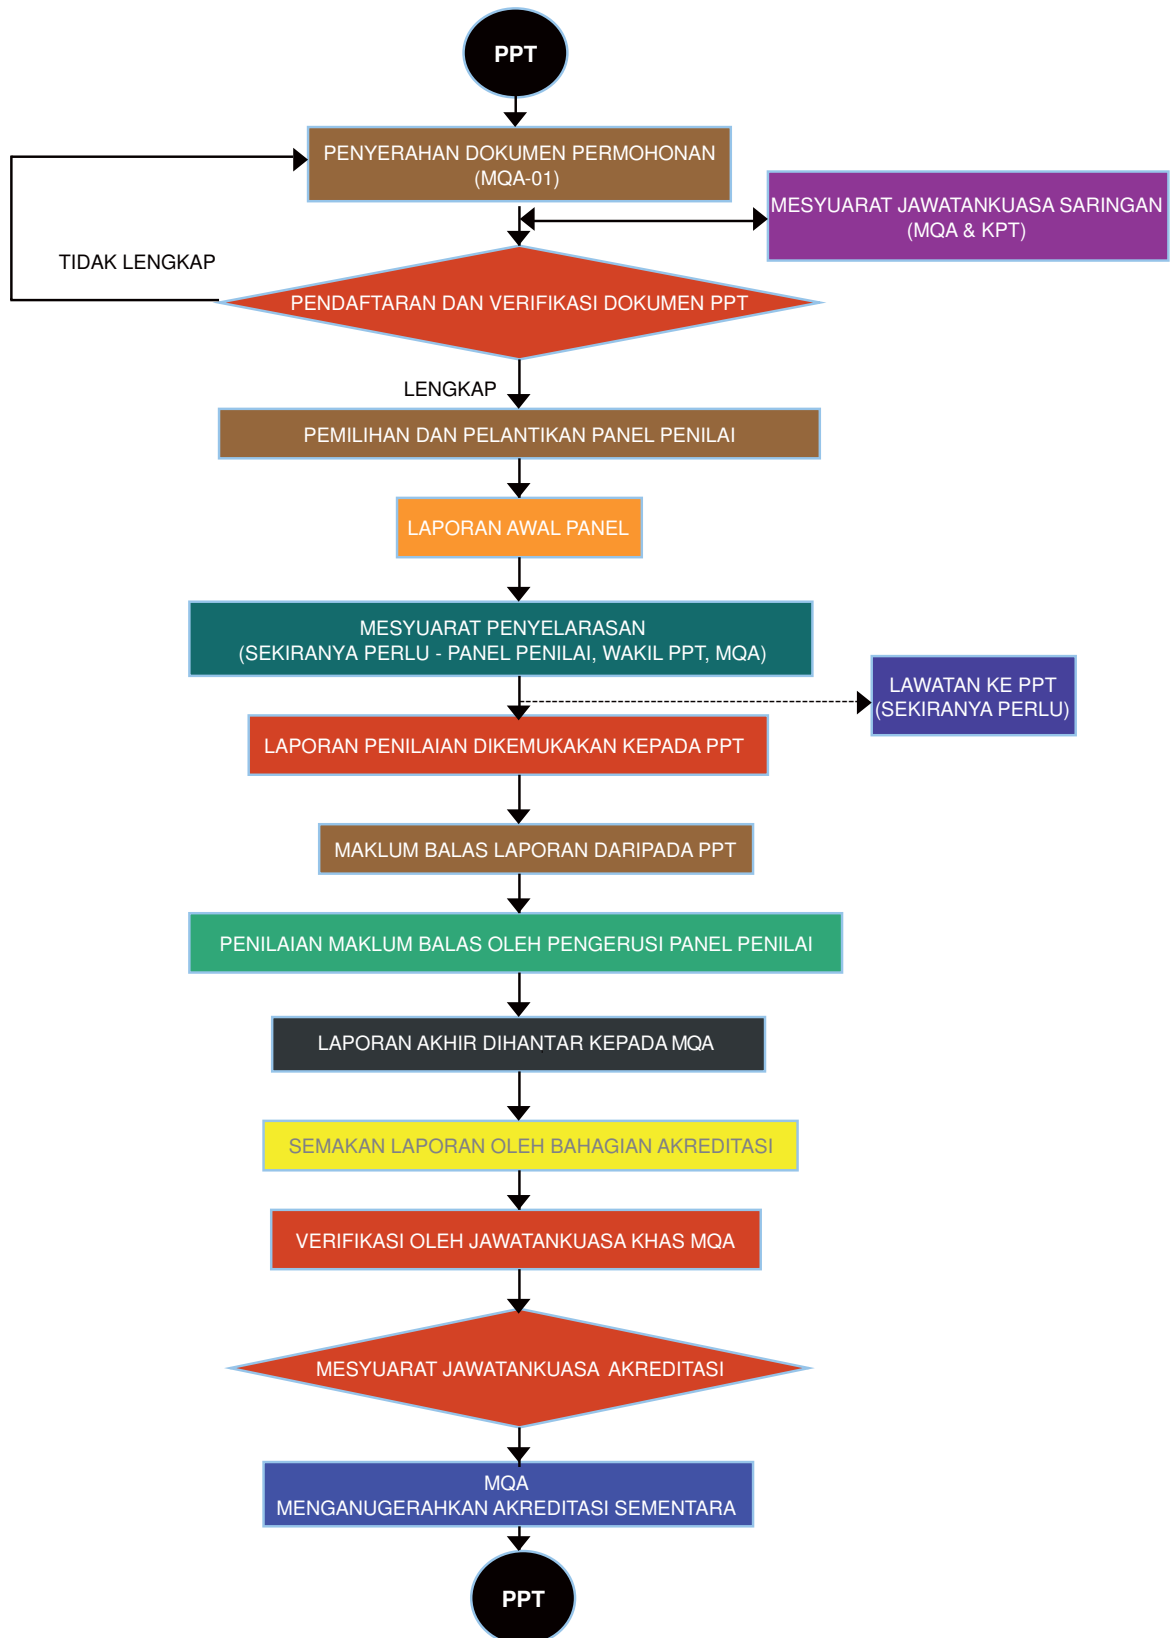 PPT
PENYERAHAN DOKUMEN PERMOHONAN
(MQA-01)
MESYUARAT JAWATANKUASA SARINGAN
(MQA & KPT)
TIDAK LENGKAP
PENDAFTARAN DAN VERIFIKASI DOKUMEN PPT
LENGKAP
PEMILIHAN DAN PELANTIKAN PANEL PENILAI
LAPORAN AWAL PANEL
MESYUARAT PENYELARASAN
(SEKIRANYA PERLU - PANEL PENILAI, WAKIL PPT, MQA)
LAWATAN KE PPT
(SEKIRANYA PERLU)
LAPORAN PENILAIAN DIKEMUKAKAN KEPADA PPT
MAKLUM BALAS LAPORAN DARIPADA PPT
PENILAIAN MAKLUM BALAS OLEH PENGERUSI PANEL PENILAI
LAPORAN AKHIR DIHANTAR KEPADA MQA
SEMAKAN LAPORAN OLEH BAHAGIAN AKREDITASI
VERIFIKASI OLEH JAWATANKUASA KHAS MQA
MESYUARAT JAWATANKUASA AKREDITASI
MQA
MENGANUGERAHKAN AKREDITASI SEMENTARA
PPT